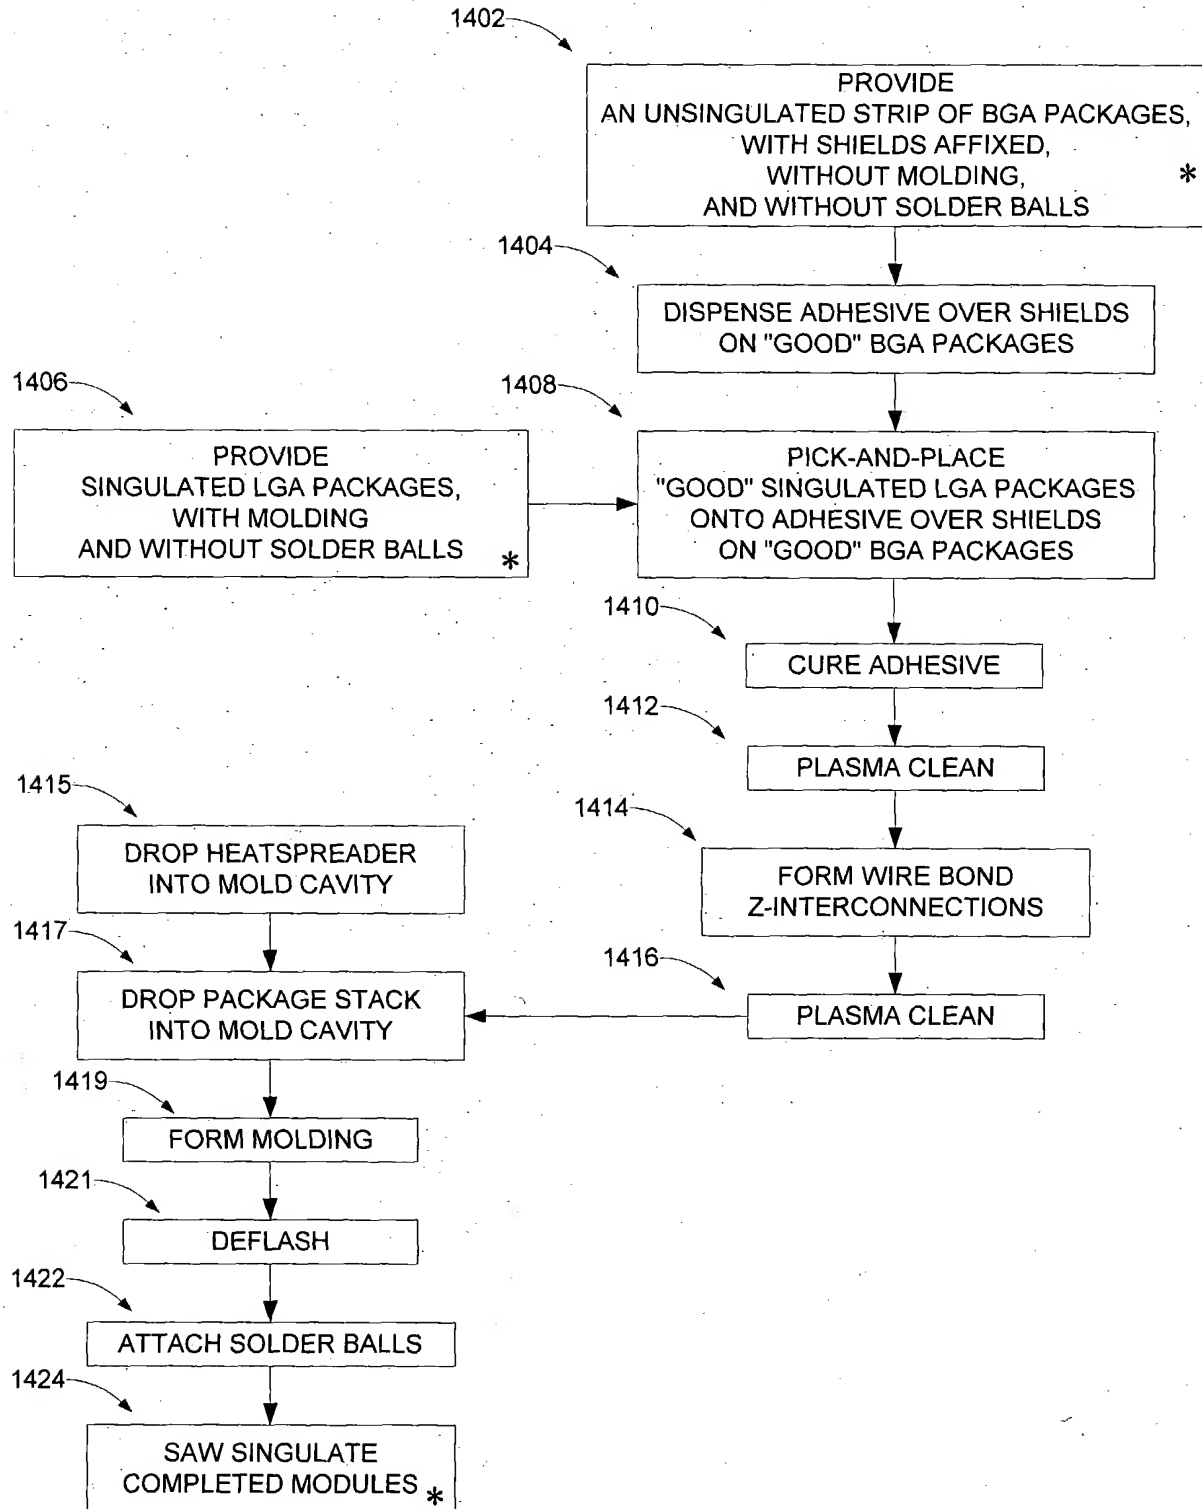 1402
PROVIDE
AN UNSINGULATED STRIP OF BGA PACKAGES,
WITH SHIELDS AFFIXED,
WITHOUT MOLDING,
AND WITHOUT SOLDER BALLS
*
1404
DISPENSE ADHESIVE OVER SHIELDS
ON "GOOD" BGA PACKAGES
1406
PROVIDE
SINGULATED LGA PACKAGES,
WITH MOLDING
AND WITHOUT SOLDER BALLS *
1408
PICK-AND-PLACE
"GOOD" SINGULATED LGA PACKAGES
ONTO ADHESIVE OVER SHIELDS
ON "GOOD" BGA PACKAGES
1410
CURE ADHESIVE
1412
PLASMA CLEAN
1414
FORM WIRE BOND
Z-INTERCONNECTIONS
1416
PLASMA CLEAN
1415
DROP HEATSPREADER
INTO MOLD CAVITY
1417
DROP PACKAGE STACK
INTO MOLD CAVITY
1419
FORM MOLDING
1421
DEFLASH
1422
ATTACH SOLDER BALLS
1424
SAW SINGULATE
COMPLETED MODULES *